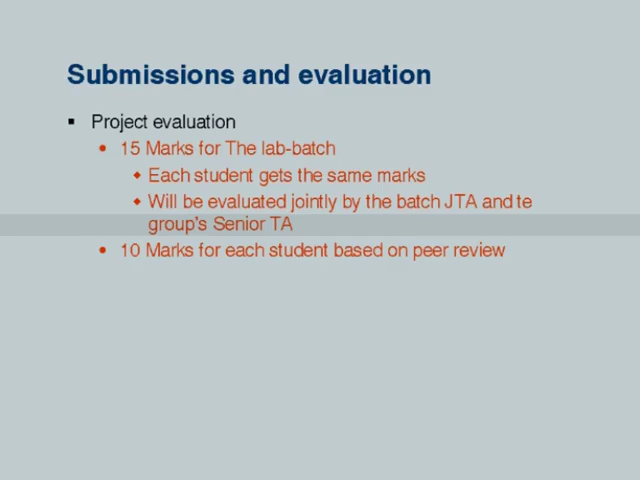 Submissions and evaluation
▪ Project evaluation
• 15 Marks for The lab-batch
◆ Each student gets the same marks
◆ Will be evaluated jointly by the batch JTA and te
group's Senior TA
• 10 Marks for each student based on peer review